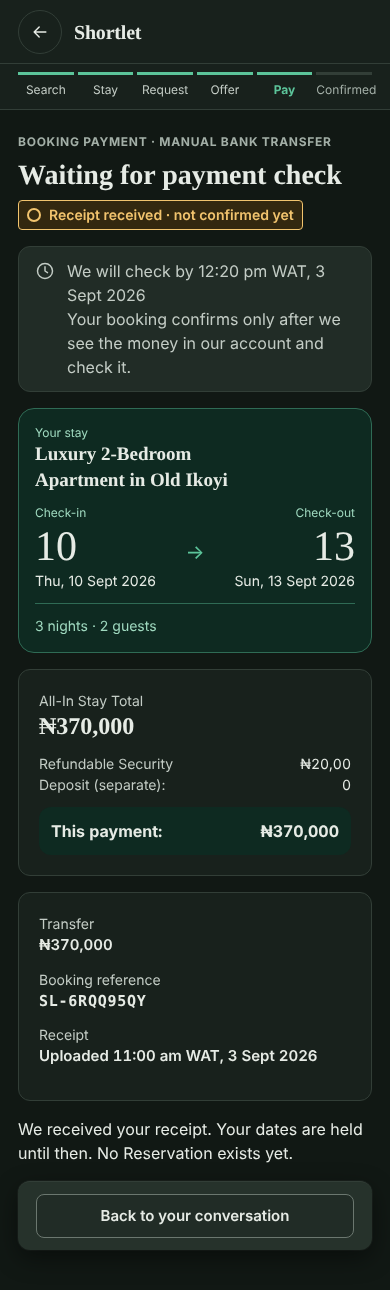 Shortlet
Search Stay Request Offer Pay Confirmed
BOOKING PAYMENT · MANUAL BANK TRANSFER
Waiting for payment check
Receipt received · not confirmed yet
We will check by 12:20 pm WAT, 3
Sept 2026
Your booking confirms only after we
see the money in our account and
check it.
Your stay
Luxury 2-Bedroom
Apartment in Old Ikoyi
Check-in Check-out
10 → 13
Thu, 10 Sept 2026 Sun, 13 Sept 2026
3 nights · 2 guests
All-In Stay Total
₦370,000
Refundable Security ₦20,00
Deposit (separate): 0
This payment: ₦370,000
Transfer
₦370,000
Booking reference
SL-6RQQ95QY
Receipt
Uploaded 11:00 am WAT, 3 Sept 2026
We received your receipt. Your dates are held
until then. No Reservation exists yet.
Back to your conversation